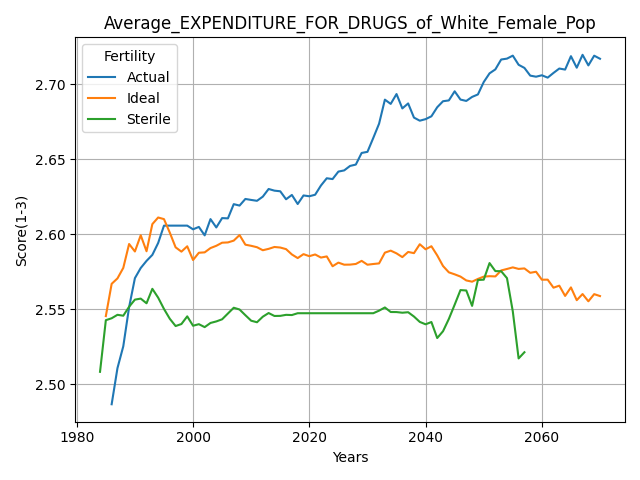 Average_EXPENDITURE_FOR_DRUGS_of_White_Female_Pop
Fertility
Actual
Ideal
Sterile
Score(1-3)
2.70
2.65
2.60
2.55
2.50
1980 2000 2020 2040 2060
Years